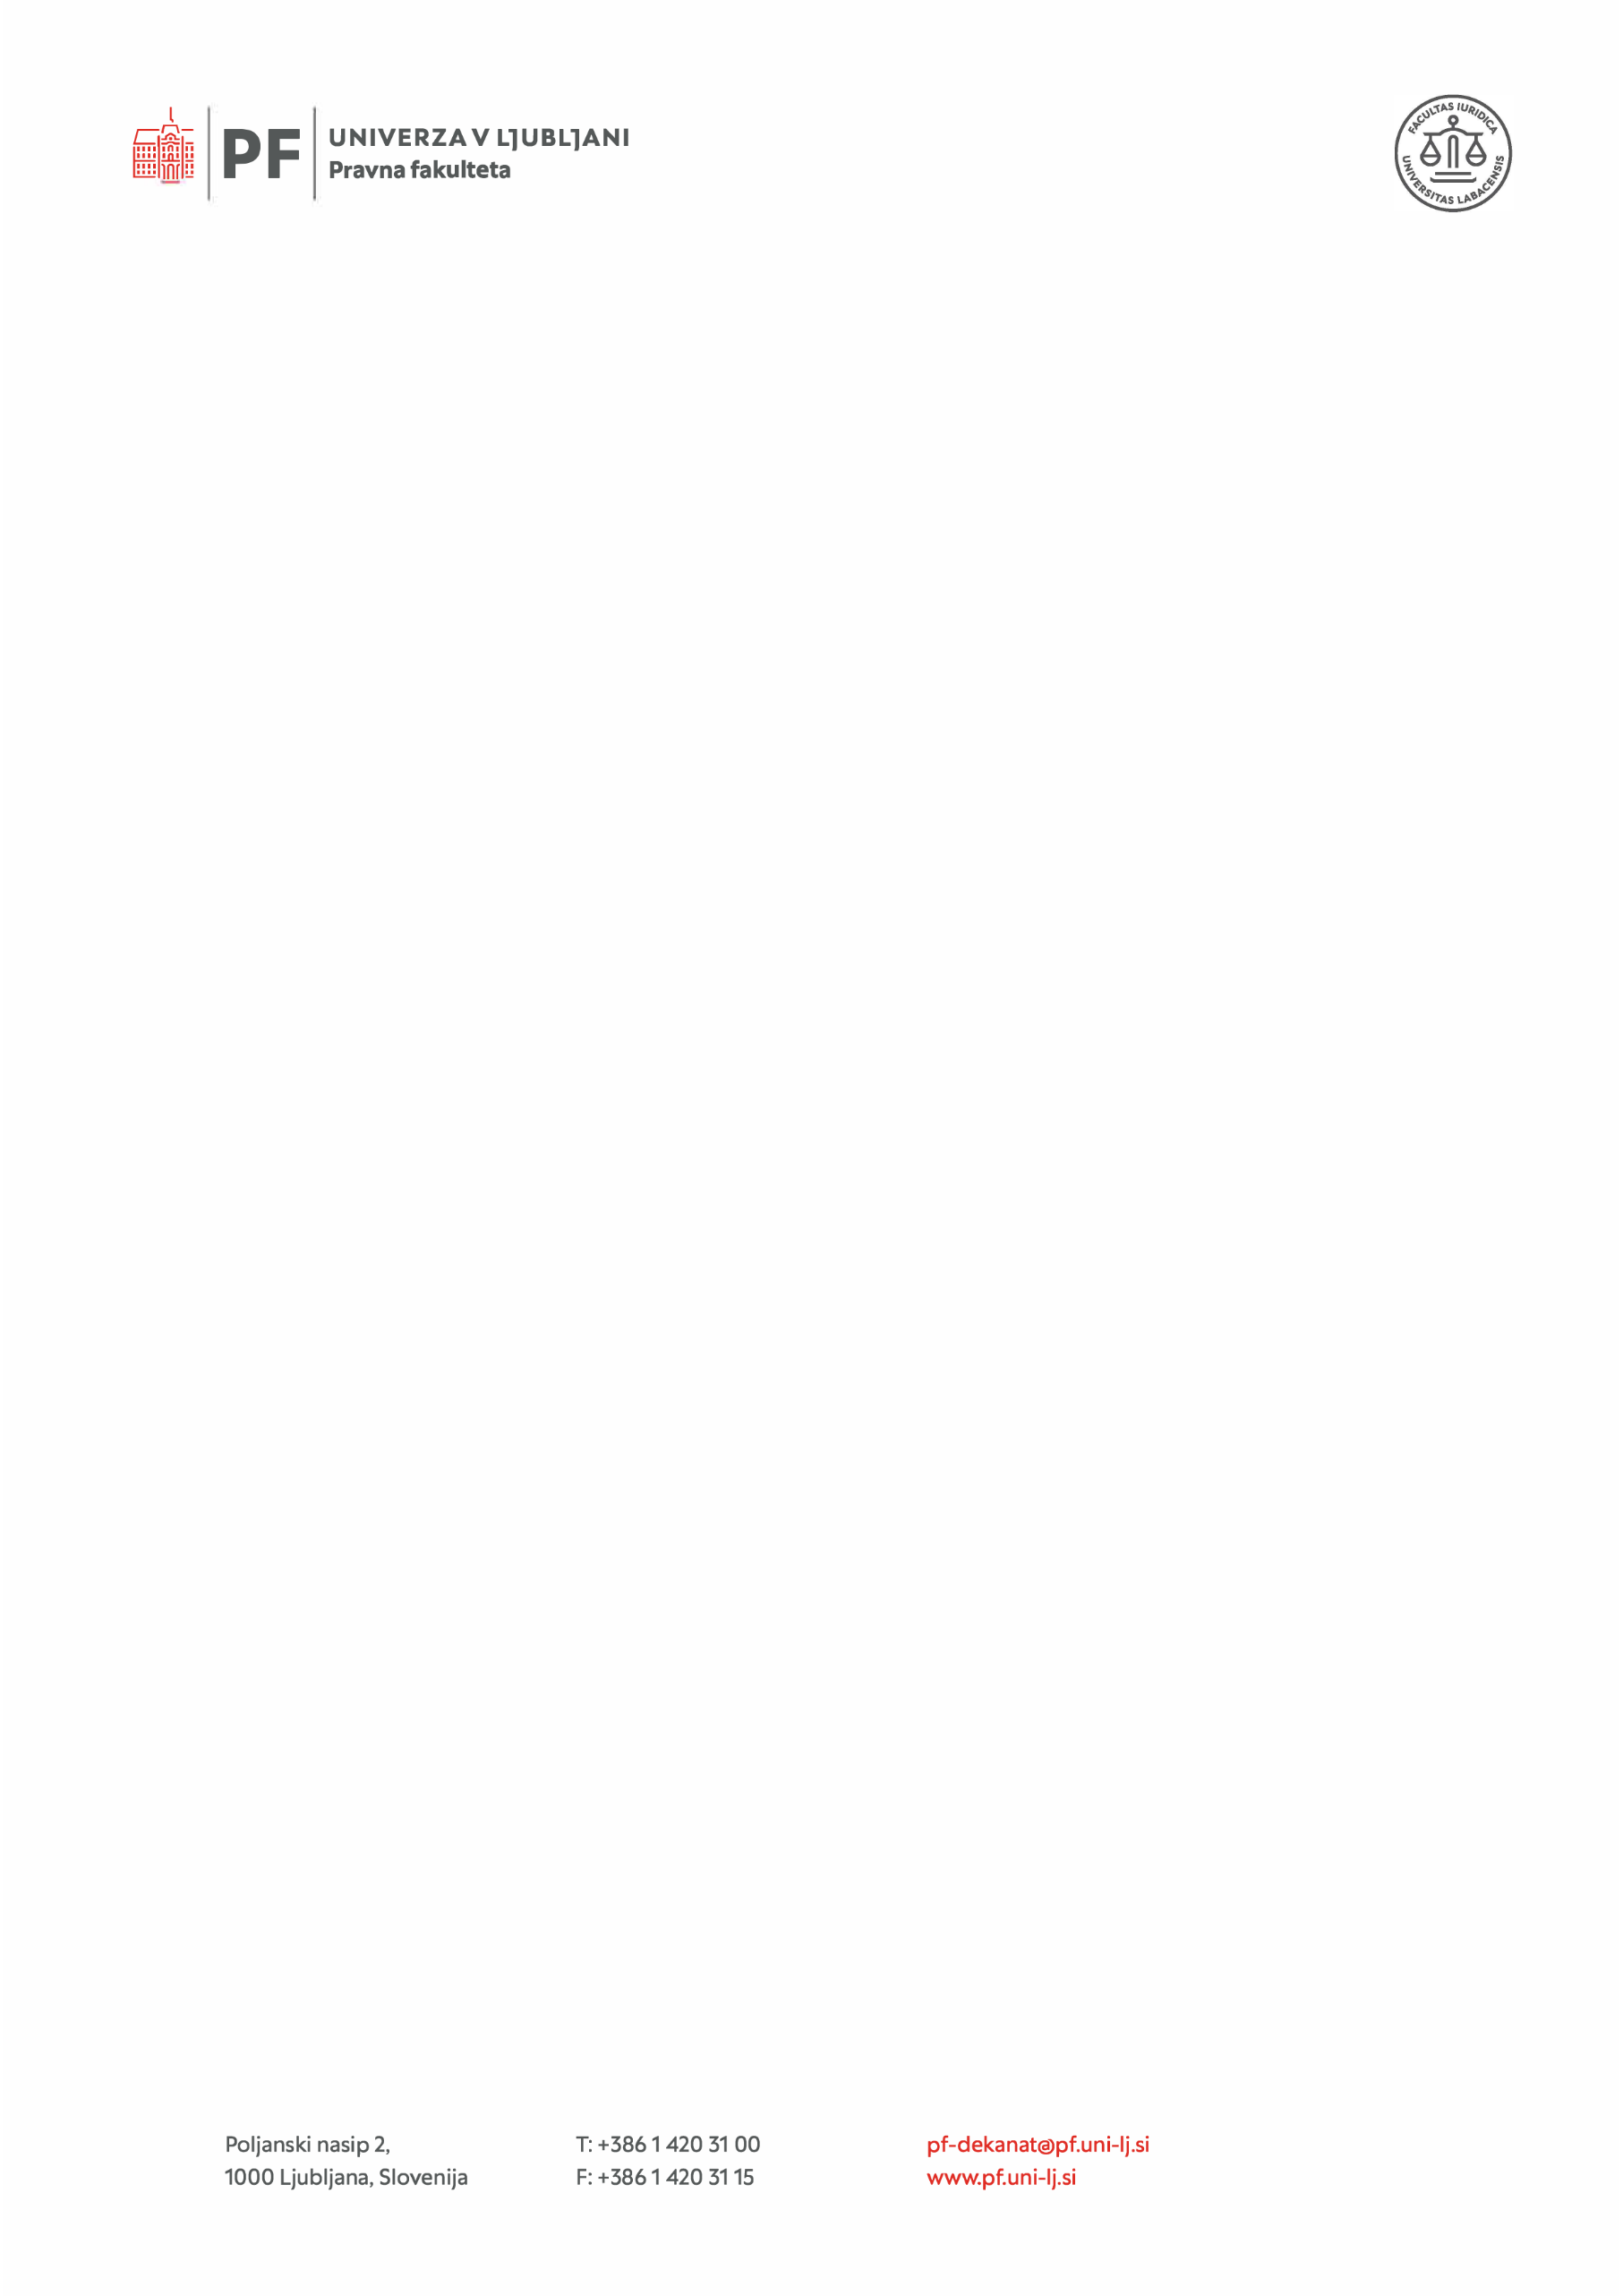 PF
UNIVERZA V LJUBLJANI
Pravna fakulteta
FACULTAS IURIDICA
UNIVERSITAS LABACENSIS
Poljanski nasip 2,
1000 Ljubljana, Slovenija
T: +386 1 420 31 00
F: +386 1 420 31 15
pf-dekanat@pf.uni-lj.si
www.pf.uni-lj.si